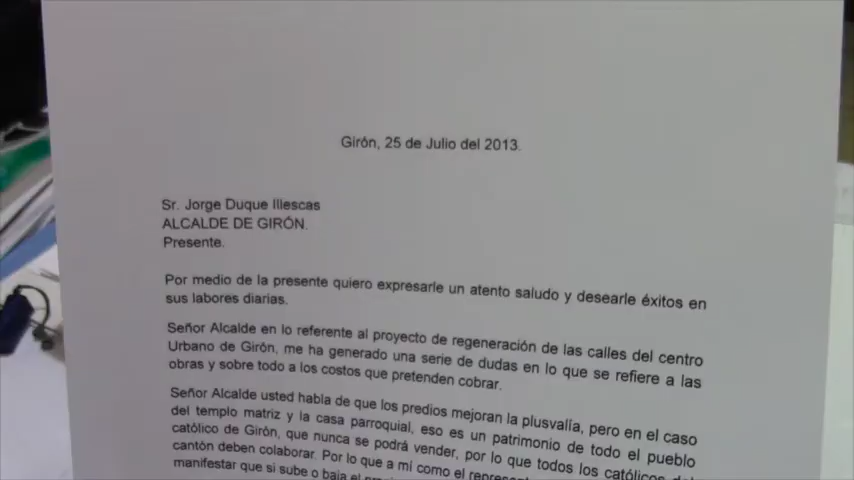 Girón, 25 de Julio del 2013.
Sr. Jorge Duque Illescas
ALCALDE DE GIRÓN.
Presente.
Por medio de la presente quiero expresarle un atento saludo y desearle éxitos en
sus labores diarias.
Señor Alcalde en lo referente al proyecto de regeneración de las calles del centro
Urbano de Girón, me ha generado una serie de dudas en lo que se refiere a las
obras y sobre todo a los costos que pretenden cobrar.
Señor Alcalde usted habla de que los predios mejoran la plusvalía, pero en el caso
del templo matriz y la casa parroquial, eso es un patrimonio de todo el pueblo
católico de Girón, que nunca se podrá vender, por lo que todos los católicos del
cantón deben colaborar. Por lo que a mí como el
manifestar que si sube o baja el